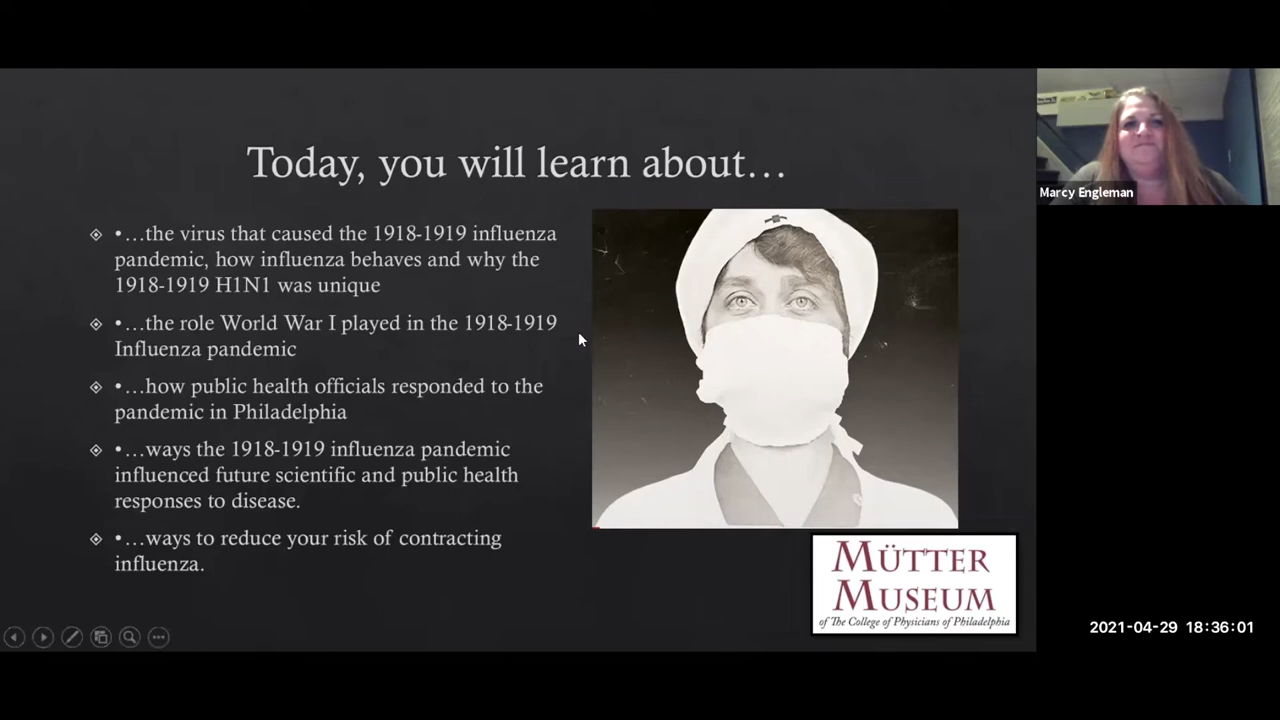 Today, you will learn about…
•…the virus that caused the 1918-1919 influenza
pandemic, how influenza behaves and why the
1918-1919 H1N1 was unique
•…the role World War I played in the 1918-1919
Influenza pandemic
•…how public health officials responded to the
pandemic in Philadelphia
•…ways the 1918-1919 influenza pandemic
influenced future scientific and public health
responses to disease.
•…ways to reduce your risk of contracting
influenza.
MÜTTER
MUSEUM
of The College of Physicians of Philadelphia
Marcy Engleman
2021-04-29 18:36:01